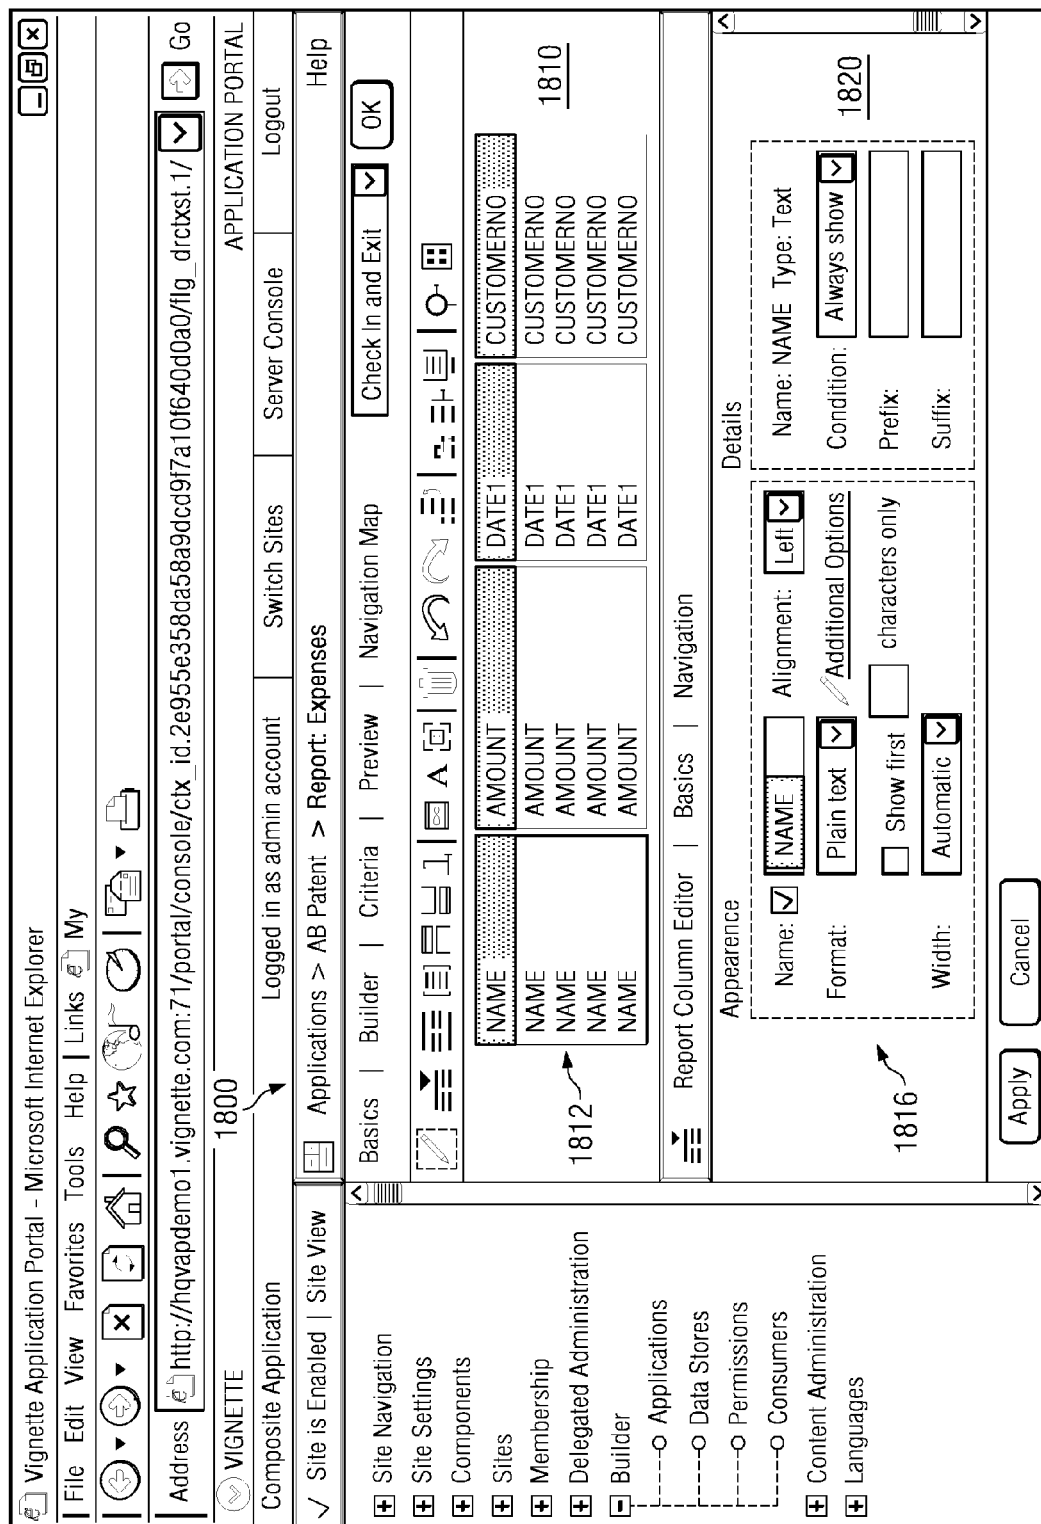 Vignette Application Portal - Microsoft Internet Explorer
File Edit View Favorites Tools Help Links My
Address http://hqvapdemo1.vignette.com:71/portal/console/ctx_id.2e955e358da58a9dcd9f7a10f640d0a0/flg_drctxst.1/ Go
VIGNETTE 1800 APPLICATION PORTAL
Composite Application Logged in as admin account Switch Sites Server Console Logout
Site is Enabled | Site View Applications > AB Patent > Report: Expenses Help
Basics | Builder | Criteria | Preview | Navigation Map Check In and Exit OK
Site Navigation
Site Settings
Components
Sites
Membership
Delegated Administration
Builder
Applications
Data Stores
Permissions
Consumers
Content Administration
Languages
A
NAME AMOUNT DATE1 CUSTOMERNO
NAME AMOUNT DATE1 CUSTOMERNO
NAME AMOUNT DATE1 CUSTOMERNO
NAME AMOUNT DATE1 CUSTOMERNO
NAME AMOUNT DATE1 CUSTOMERNO
1810
1812
Report Column Editor | Basics | Navigation
Appearence
Name: NAME Alignment: Left
Format: Plain text Additional Options
Show first characters only
Width: Automatic
1816
Details
Name: NAME Type: Text
Condition: Always show
Prefix:
Suffix:
1820
Apply Cancel